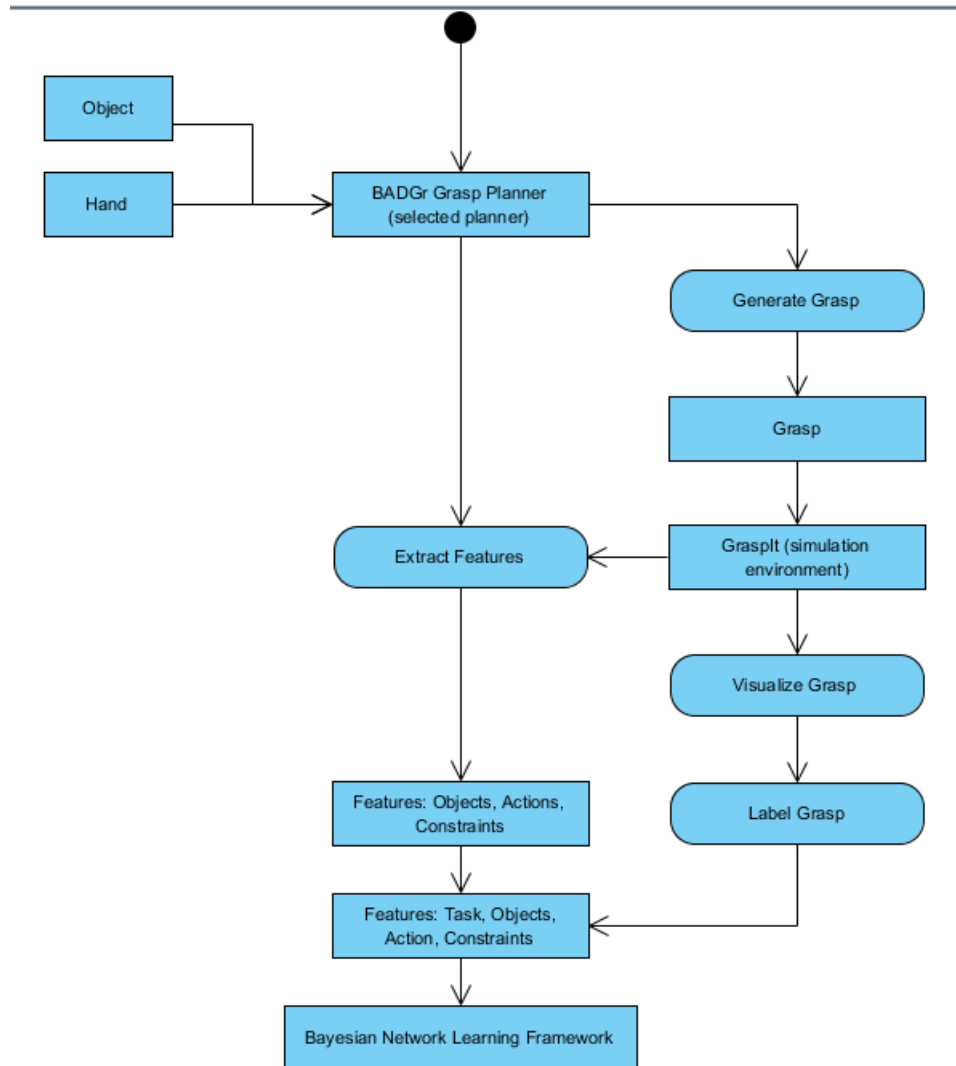 Object
Hand
BADGr Grasp Planner
(selected planner)
Generate Grasp
Grasp
GraspIt (simulation
environment)
Extract Features
Visualize Grasp
Features: Objects, Actions,
Constraints
Label Grasp
Features: Task, Objects,
Action, Constraints
Bayesian Network Learning Framework